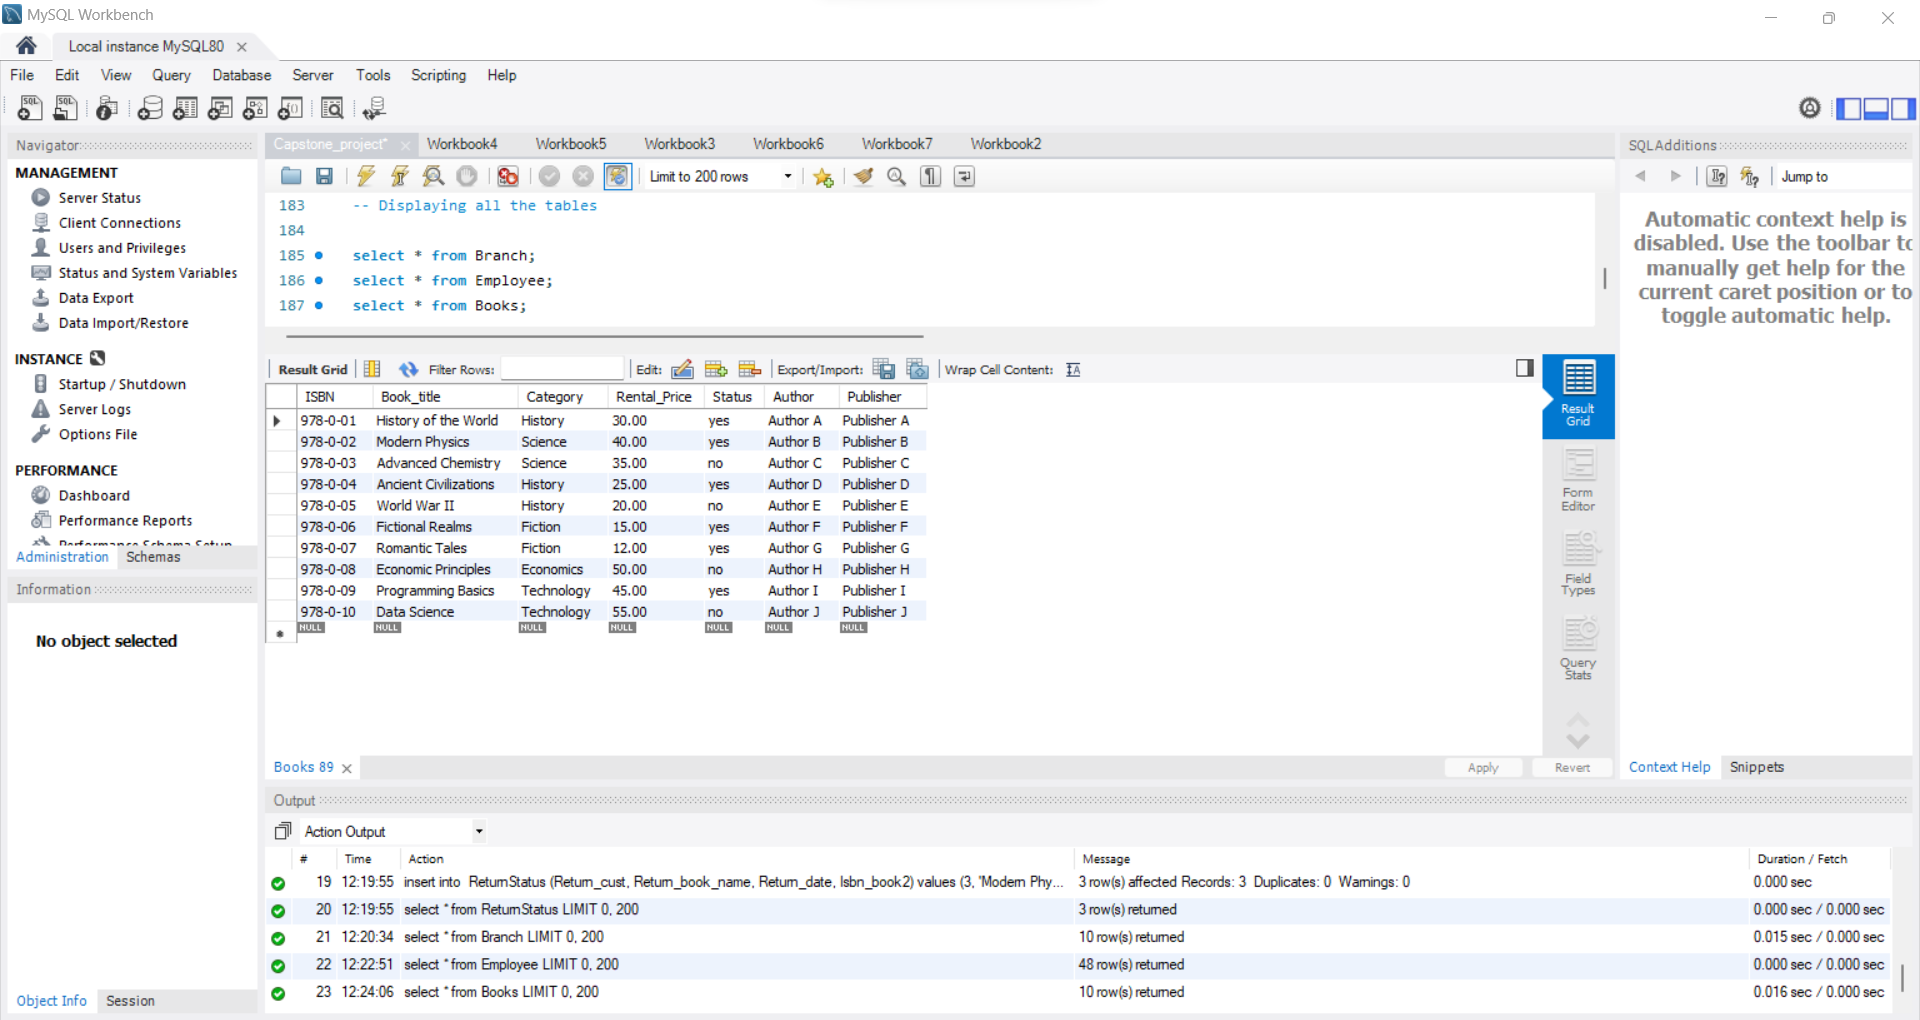 MySQL Workbench
Local instance MySQL80
File Edit View Query Database Server Tools Scripting Help
Navigator
MANAGEMENT
Server Status
Client Connections
Users and Privileges
Status and System Variables
Data Export
Data Import/Restore
INSTANCE
Startup / Shutdown
Server Logs
Options File
PERFORMANCE
Dashboard
Performance Reports
Performance Schema Setup
Administration Schemas
Information
No object selected
Object Info Session
Capstone_project* Workbook4 Workbook5 Workbook3 Workbook6 Workbook7 Workbook2
Limit to 200 rows
183 -- Displaying all the tables
184
185 select * from Branch;
186 select * from Employee;
187 select * from Books;
Result Grid Filter Rows: Edit: Export/Import: Wrap Cell Content:
ISBN Book_title Category Rental_Price Status Author Publisher
978-0-01 History of the World History 30.00 yes Author A Publisher A
978-0-02 Modern Physics Science 40.00 yes Author B Publisher B
978-0-03 Advanced Chemistry Science 35.00 no Author C Publisher C
978-0-04 Ancient Civilizations History 25.00 yes Author D Publisher D
978-0-05 World War II History 20.00 no Author E Publisher E
978-0-06 Fictional Realms Fiction 15.00 yes Author F Publisher F
978-0-07 Romantic Tales Fiction 12.00 yes Author G Publisher G
978-0-08 Economic Principles Economics 50.00 no Author H Publisher H
978-0-09 Programming Basics Technology 45.00 yes Author I Publisher I
978-0-10 Data Science Technology 55.00 no Author J Publisher J
NULL NULL NULL NULL NULL NULL NULL
Result
Grid
Form
Editor
Field
Types
Query
Stats
Books 89
Apply Revert
SQLAdditions
Jump to
Automatic context help is
disabled. Use the toolbar to
manually get help for the
current caret position or to
toggle automatic help.
Context Help Snippets
Output
Action Output
# Time Action Message Duration / Fetch
19 12:19:55 insert into ReturnStatus (Return_cust, Return_book_name, Return_date, Isbn_book2) values (3, 'Modern Phy... 3 row(s) affected Records: 3 Duplicates: 0 Warnings: 0 0.000 sec
20 12:19:55 select * from ReturnStatus LIMIT 0, 200 3 row(s) returned 0.000 sec / 0.000 sec
21 12:20:34 select * from Branch LIMIT 0, 200 10 row(s) returned 0.015 sec / 0.000 sec
22 12:22:51 select * from Employee LIMIT 0, 200 48 row(s) returned 0.000 sec / 0.000 sec
23 12:24:06 select * from Books LIMIT 0, 200 10 row(s) returned 0.016 sec / 0.000 sec